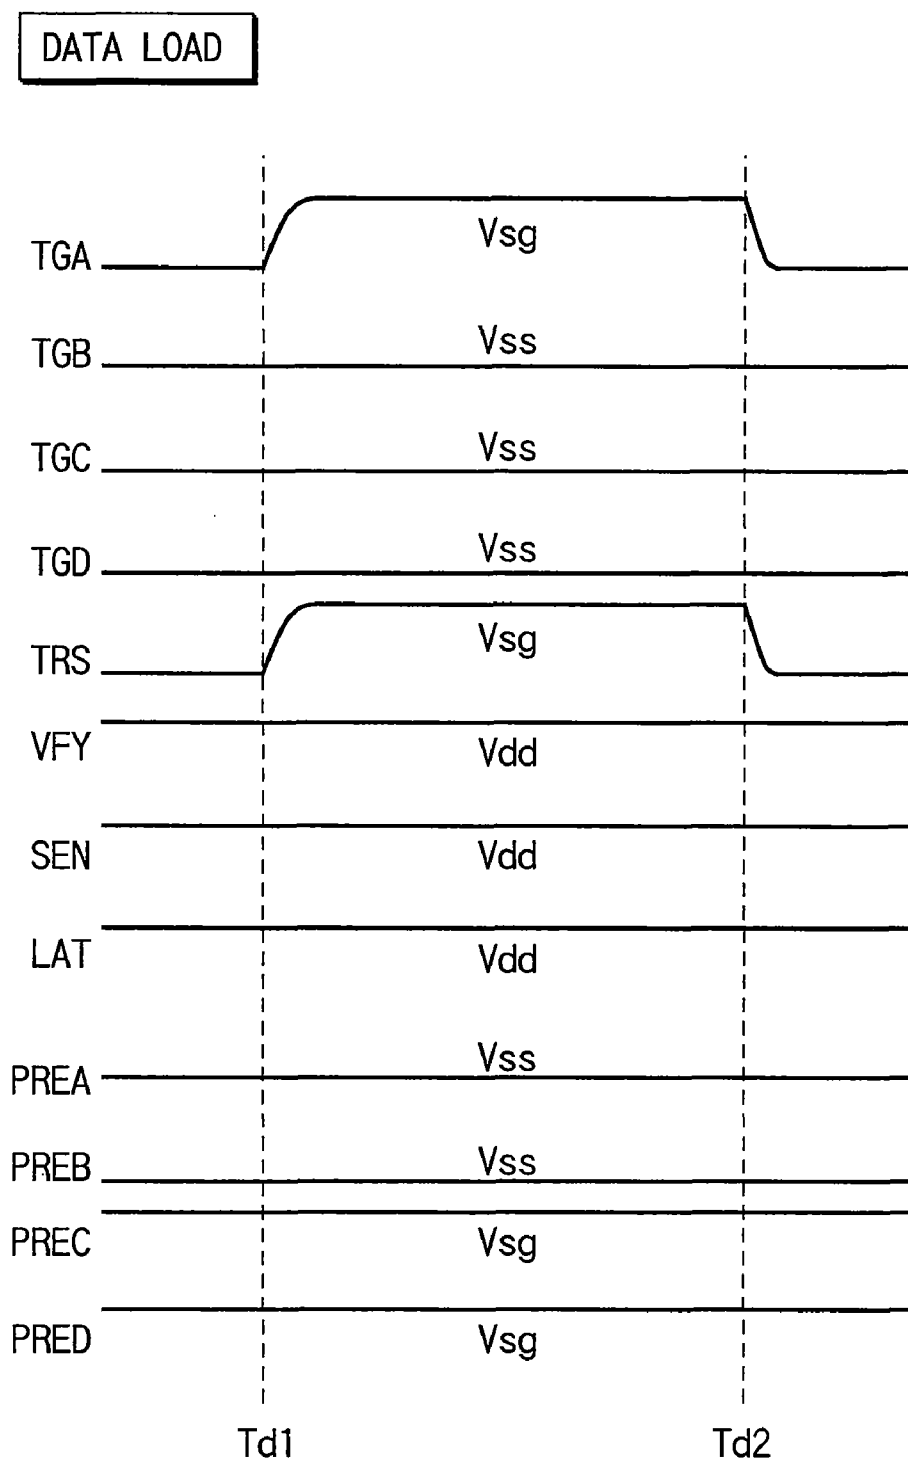 DATA LOAD
TGA Vsg
TGB Vss
TGC Vss
TGD Vss
TRS Vsg
VFY Vdd
SEN Vdd
LAT Vdd
PREA Vss
PREB Vss
PREC Vsg
PRED Vsg
Td1 Td2